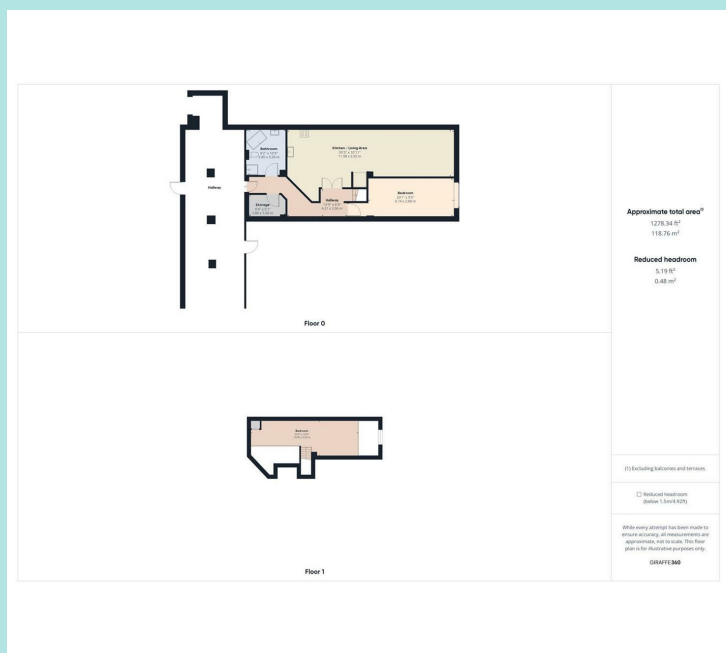 Bathroom
Kitchen - Living Area
Hallway
Bedroom
Storage
Hallway
Floor 0
Bedroom
Floor 1
Approximate total area⁽¹⁾
1278.34 ft²
118.76 m²
Reduced headroom
5.19 ft²
0.48 m²
(1) Excluding balconies and terraces
Reduced headroom
(below 1.5m/4.92ft)
While every attempt has been made to
ensure accuracy, all measurements are
approximate, not to scale. This floor
plan is for illustrative purposes only.
GIRAFFE360